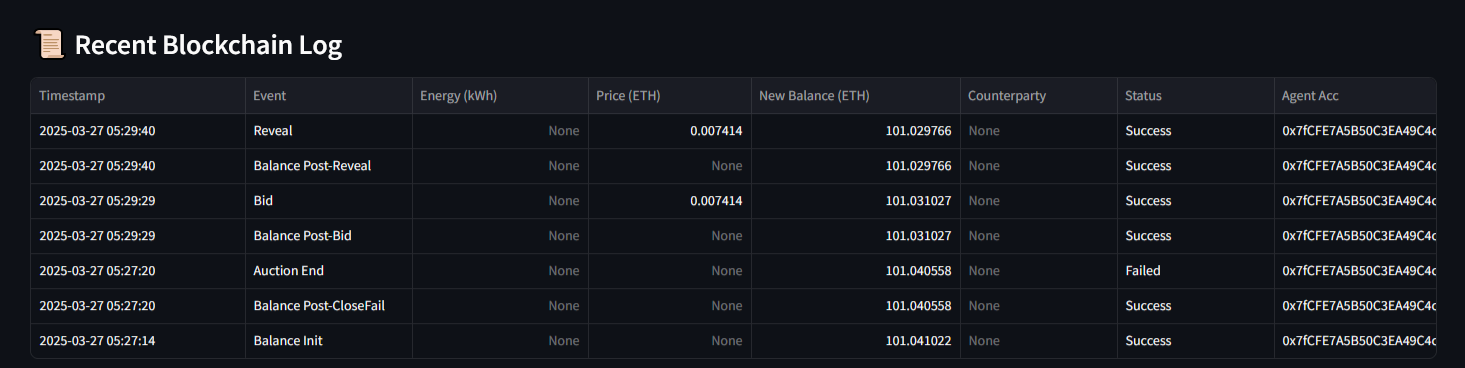 📜 Recent Blockchain Log
Timestamp Event Energy (kWh) Price (ETH) New Balance (ETH) Counterparty Status Agent Acc
2025-03-27 05:29:40 Reveal None 0.007414 101.029766 None Success 0x7fCFE7A5B50C3EA49C4c
2025-03-27 05:29:40 Balance Post-Reveal None None 101.029766 None Success 0x7fCFE7A5B50C3EA49C4c
2025-03-27 05:29:29 Bid None 0.007414 101.031027 None Success 0x7fCFE7A5B50C3EA49C4c
2025-03-27 05:29:29 Balance Post-Bid None None 101.031027 None Success 0x7fCFE7A5B50C3EA49C4c
2025-03-27 05:27:20 Auction End None None 101.040558 None Failed 0x7fCFE7A5B50C3EA49C4c
2025-03-27 05:27:20 Balance Post-CloseFail None None 101.040558 None Success 0x7fCFE7A5B50C3EA49C4c
2025-03-27 05:27:14 Balance Init None None 101.041022 None Success 0x7fCFE7A5B50C3EA49C4c